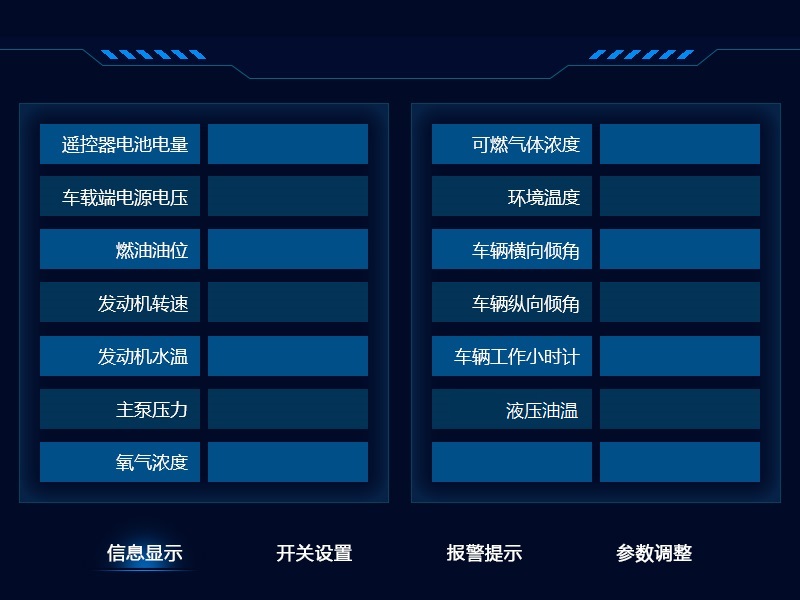 遥控器电池电量
车载端电源电压
燃油油位
发动机转速
发动机水温
主泵压力
氧气浓度
可燃气体浓度
环境温度
车辆横向倾角
车辆纵向倾角
车辆工作小时计
液压油温
信息显示
开关设置
报警提示
参数调整